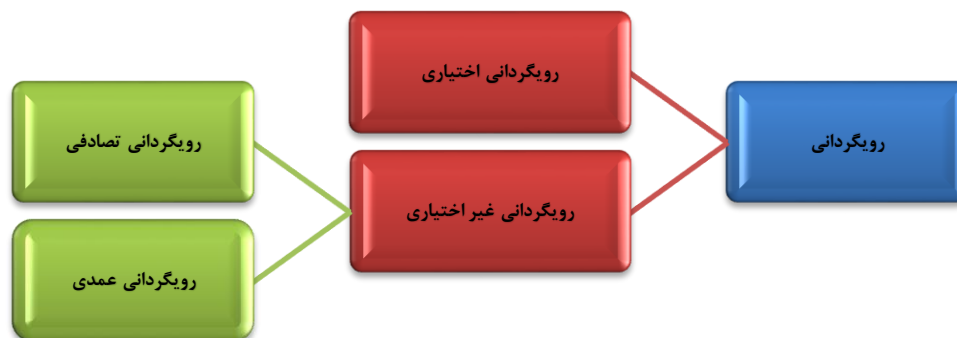 رویگردانی
رویگردانی اختیاری
رویگردانی غیر اختیاری
رویگردانی تصادفی
رویگردانی عمدی